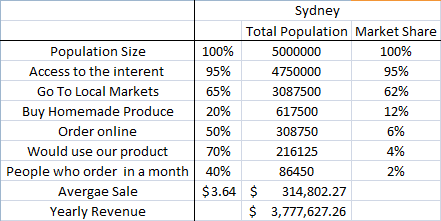 Sydney
Total Population Market Share
Population Size 100% 5000000 100%
Access to the interent 95% 4750000 95%
Go To Local Markets 65% 3087500 62%
Buy Homemade Produce 20% 617500 12%
Order online 50% 308750 6%
Would use our product 70% 216125 4%
People who order in a month 40% 86450 2%
Avergae Sale $3.64 $ 314,802.27
Yearly Revenue $ 3,777,627.26